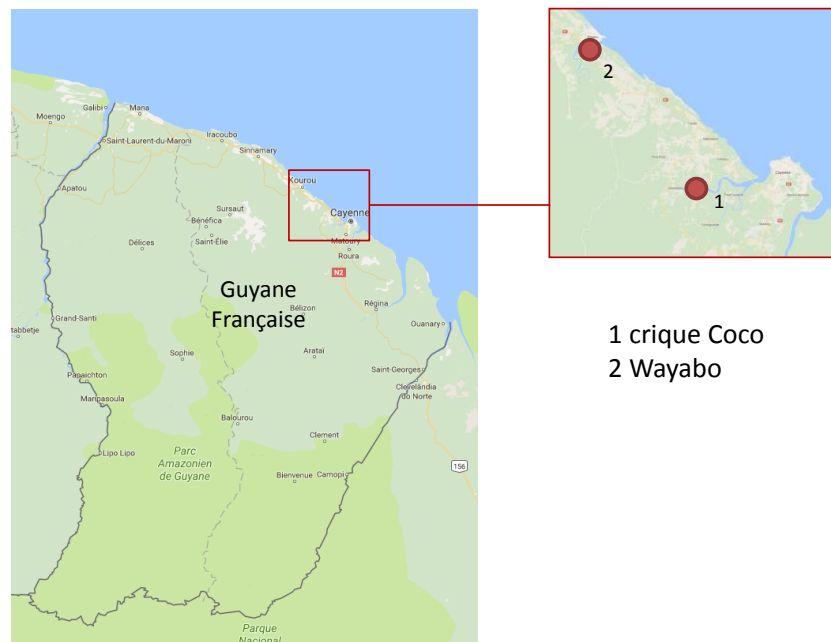 Galibi
Mana
Moengo
Saint-Laurent-du-Maroni
Iracoubo
Sinnamary
Apatou
Kourou
Sursaut
Cayenne
Bénéfica
Délices
Saint-Élie
Matoury
Roura
N2
Guyane
Française
Bélizon
Régina
Grand-Santi
Ouanary
tabbetje
Sophie
Arataï
Saint-Georges
Papaichton
Clevelândia
do Norte
Maripasoula
Balourou
Clement
Lipo Lipo
Parc
Amazonien
de Guyane
156
Bienvenue
Camopi
Parque
Nacional
2
1
1 crique Coco
2 Wayabo